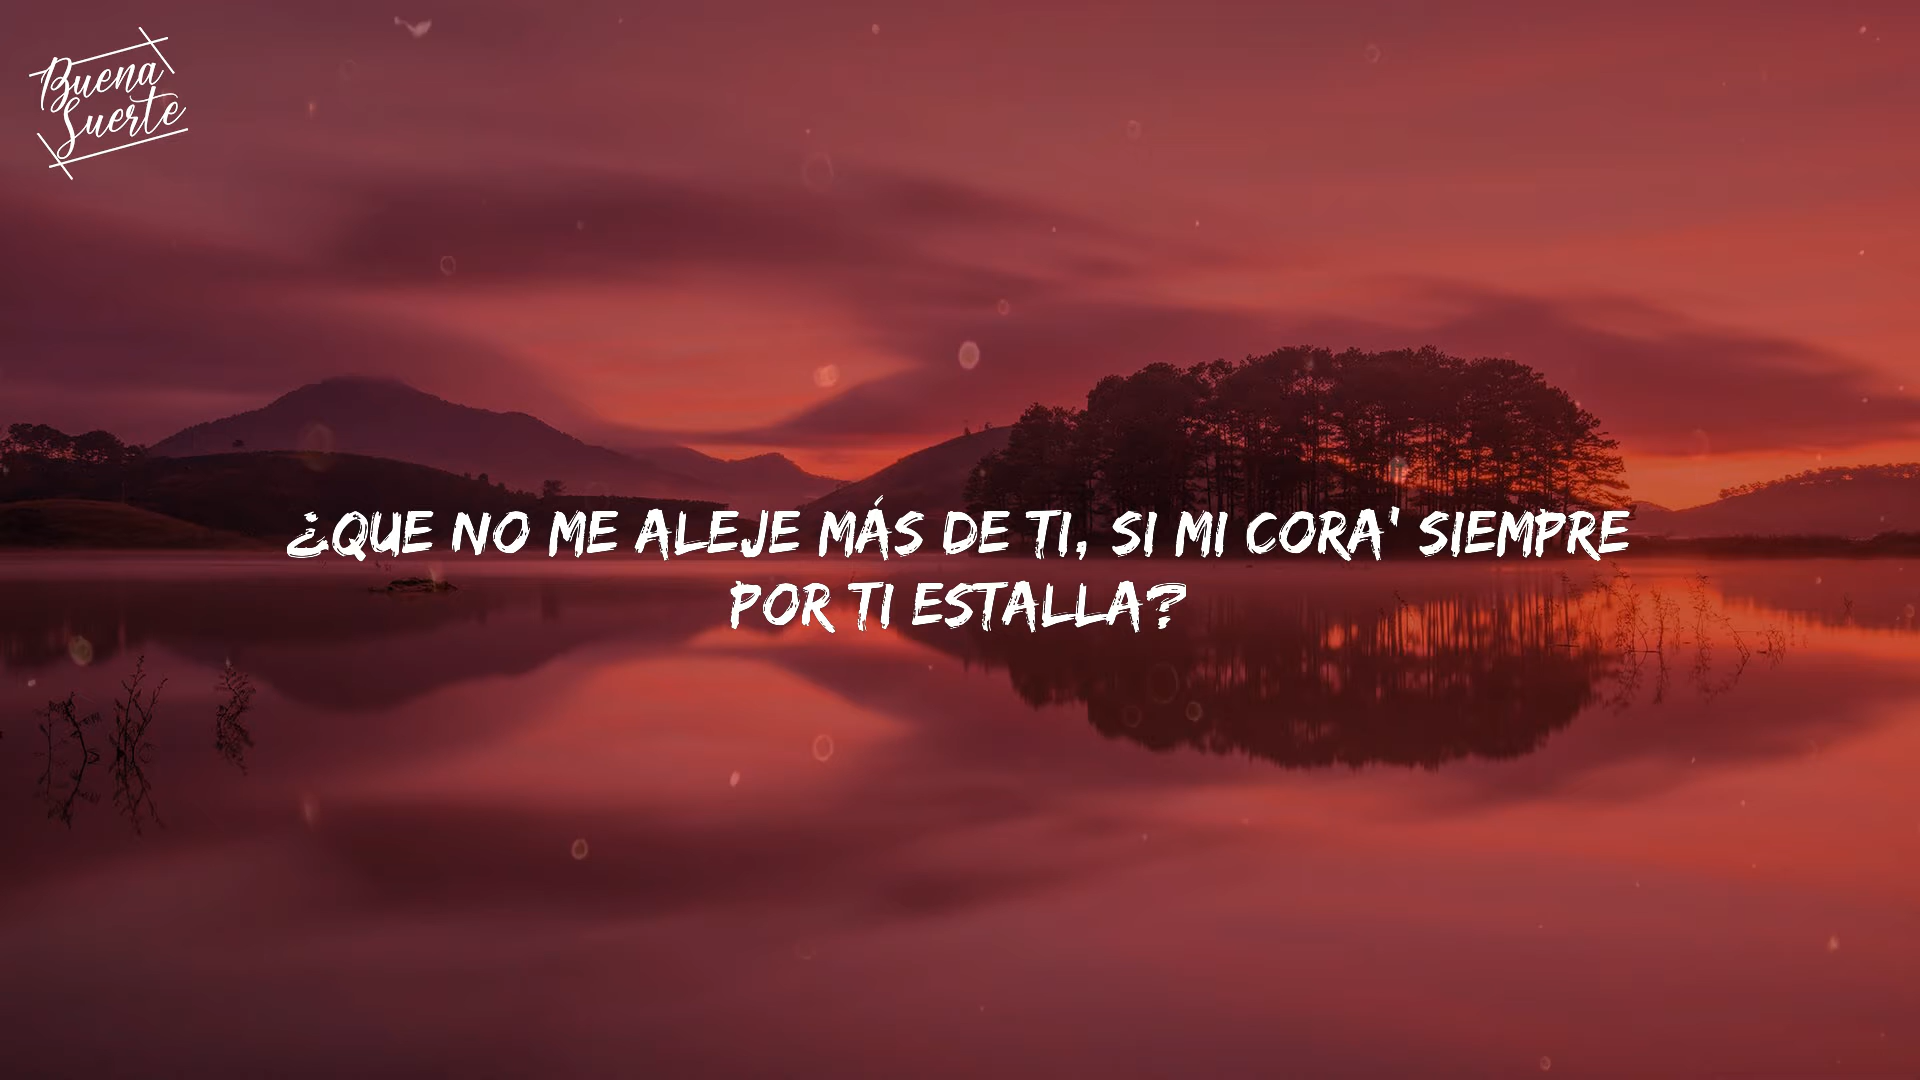 Buena
Suerte
¿QUE NO ME ALEJE MÁS DE TI, SI MI CORA' SIEMPRE
POR TI ESTALLA?